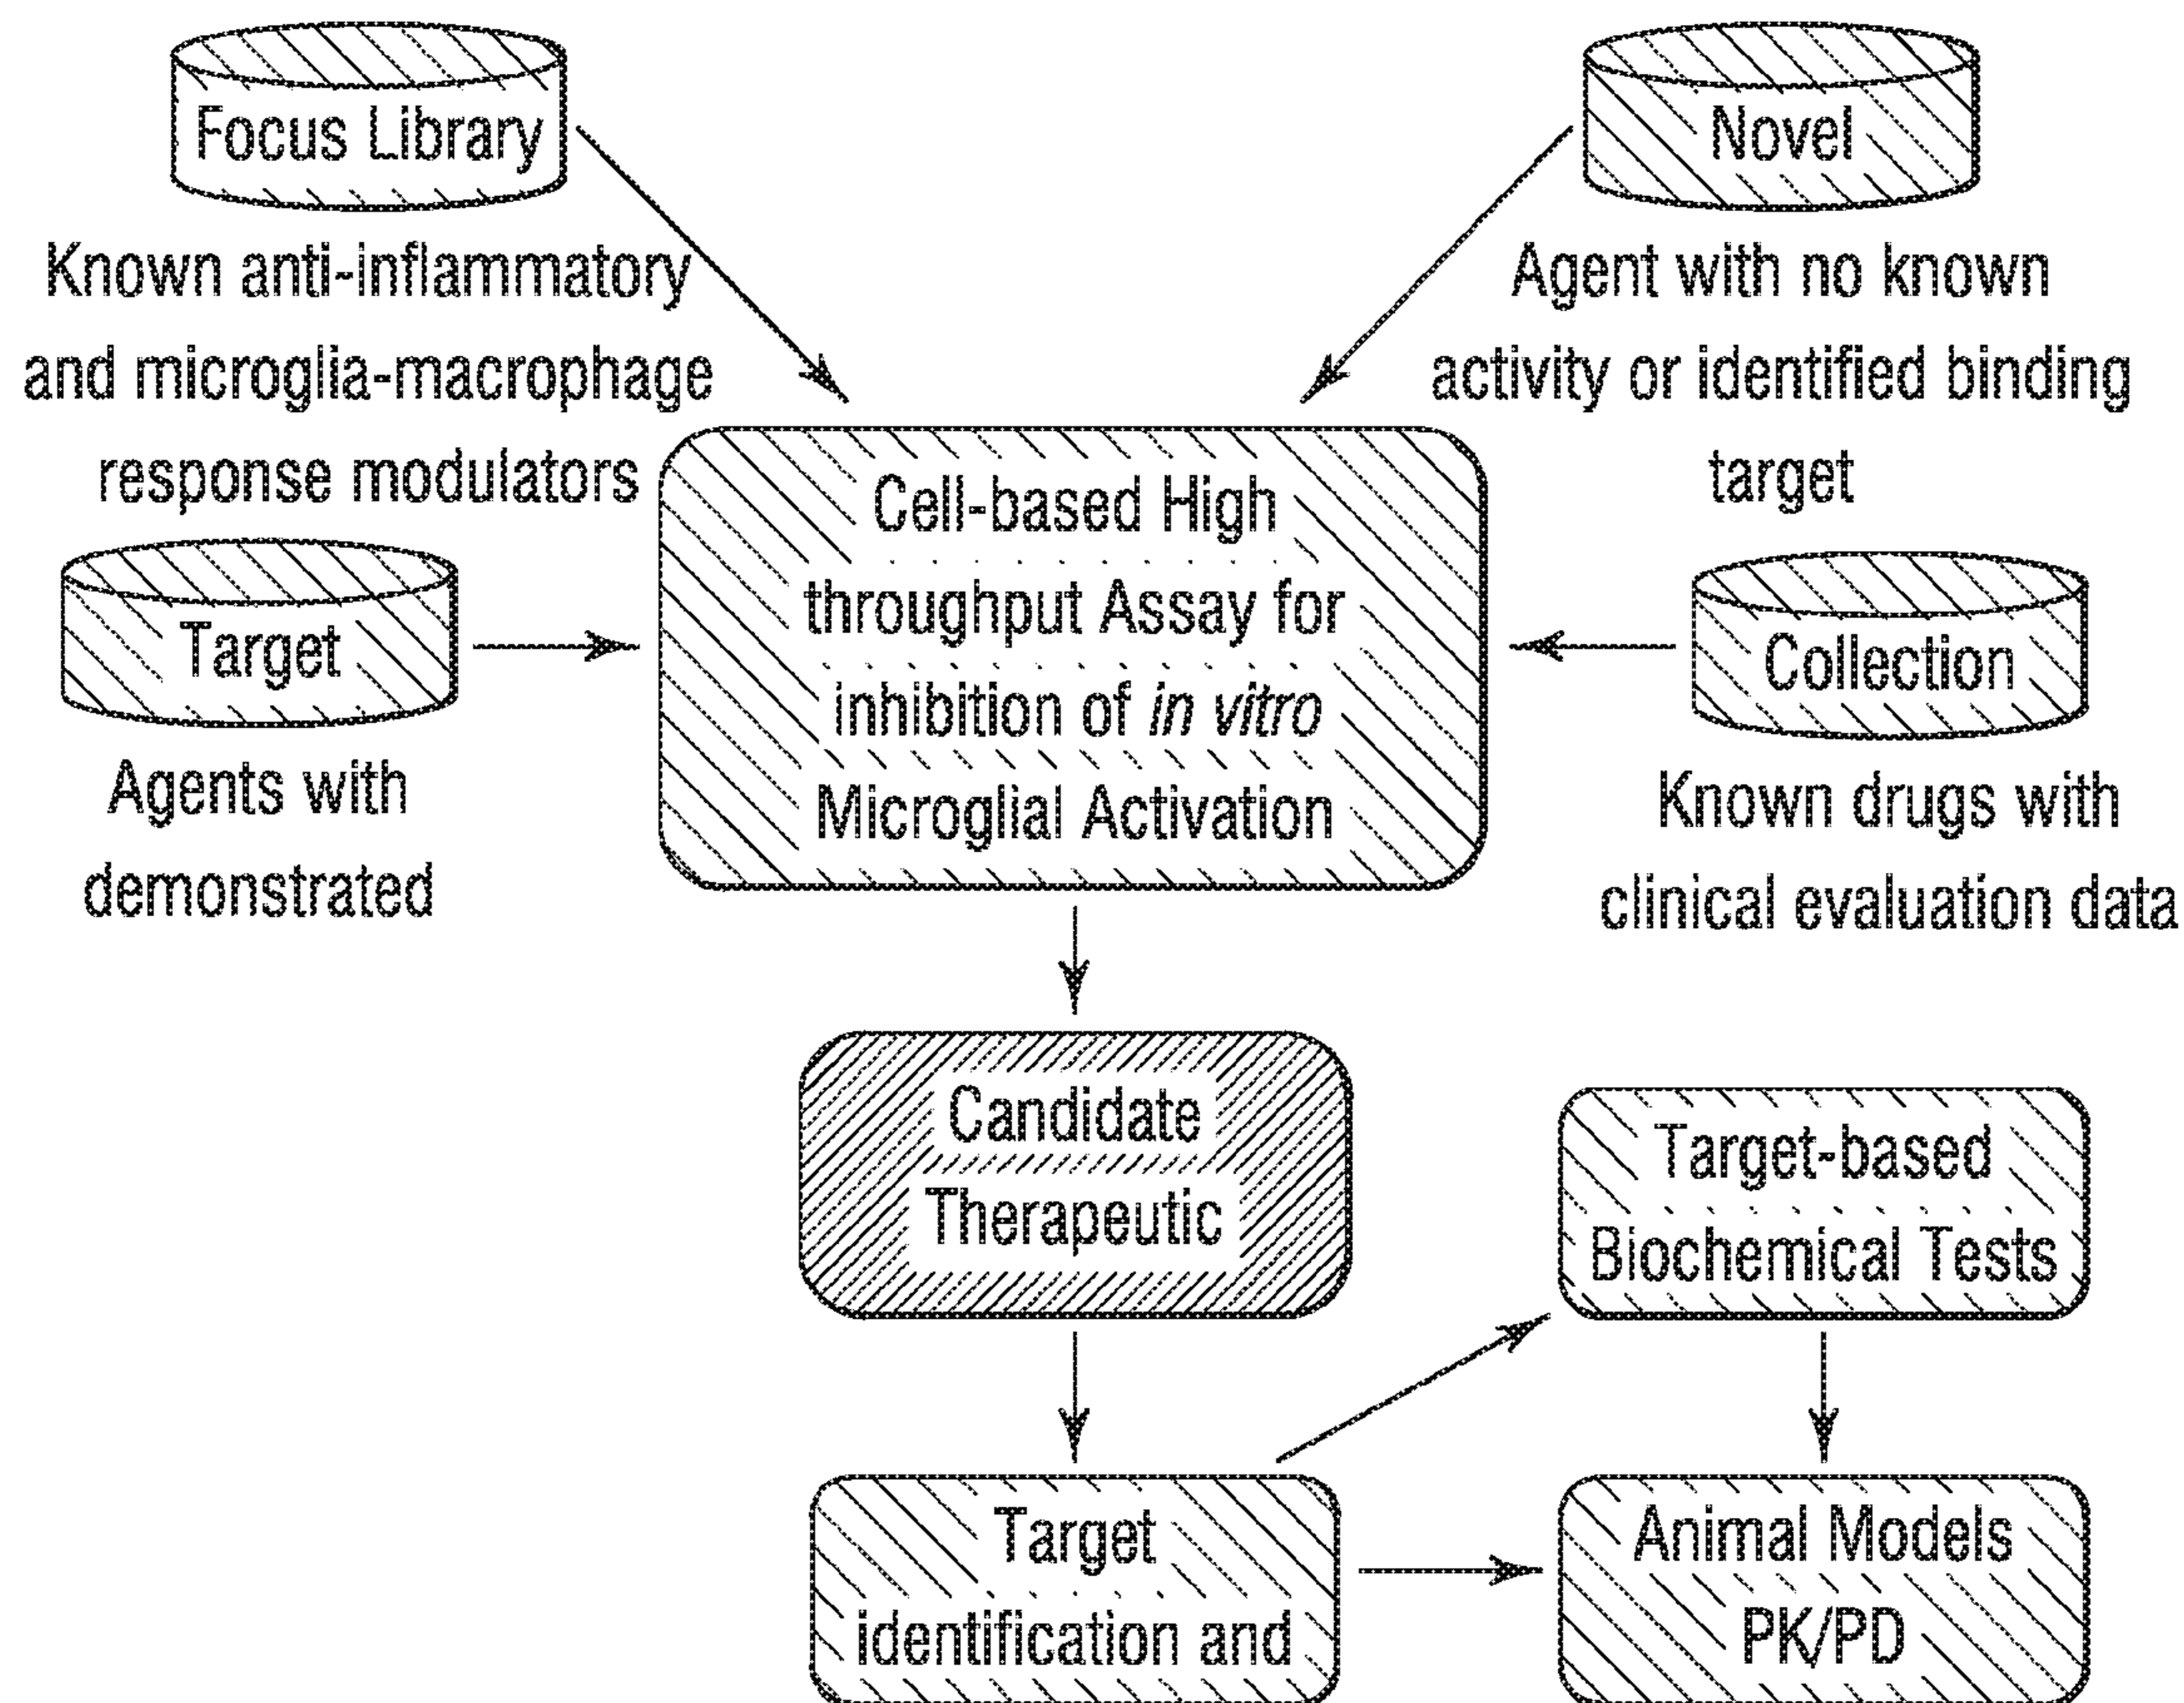 Focus Library
Known anti-inflammatory
and microglia-macrophage
response modulators
Novel
Agent with no known
activity or identified binding
target
Target
Agents with
demonstrated
Cell-based High
throughput Assay for
inhibition of in vitro
Microglial Activation
Collection
Known drugs with
clinical evaluation data
Candidate
Therapeutic
Target-based
Biochemical Tests
Target
identification and
Animal Models
PK/PD